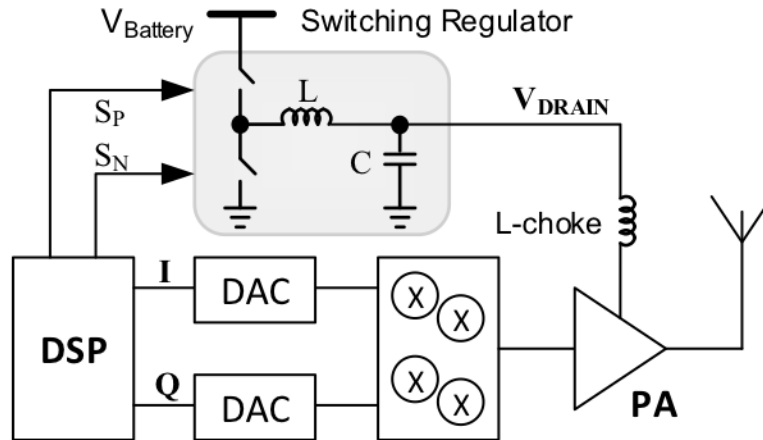 V_Battery Switching Regulator
S_P
L
V_DRAIN
S_N
C
L-choke
I
DAC
X X
DSP
Q
DAC
X X
PA